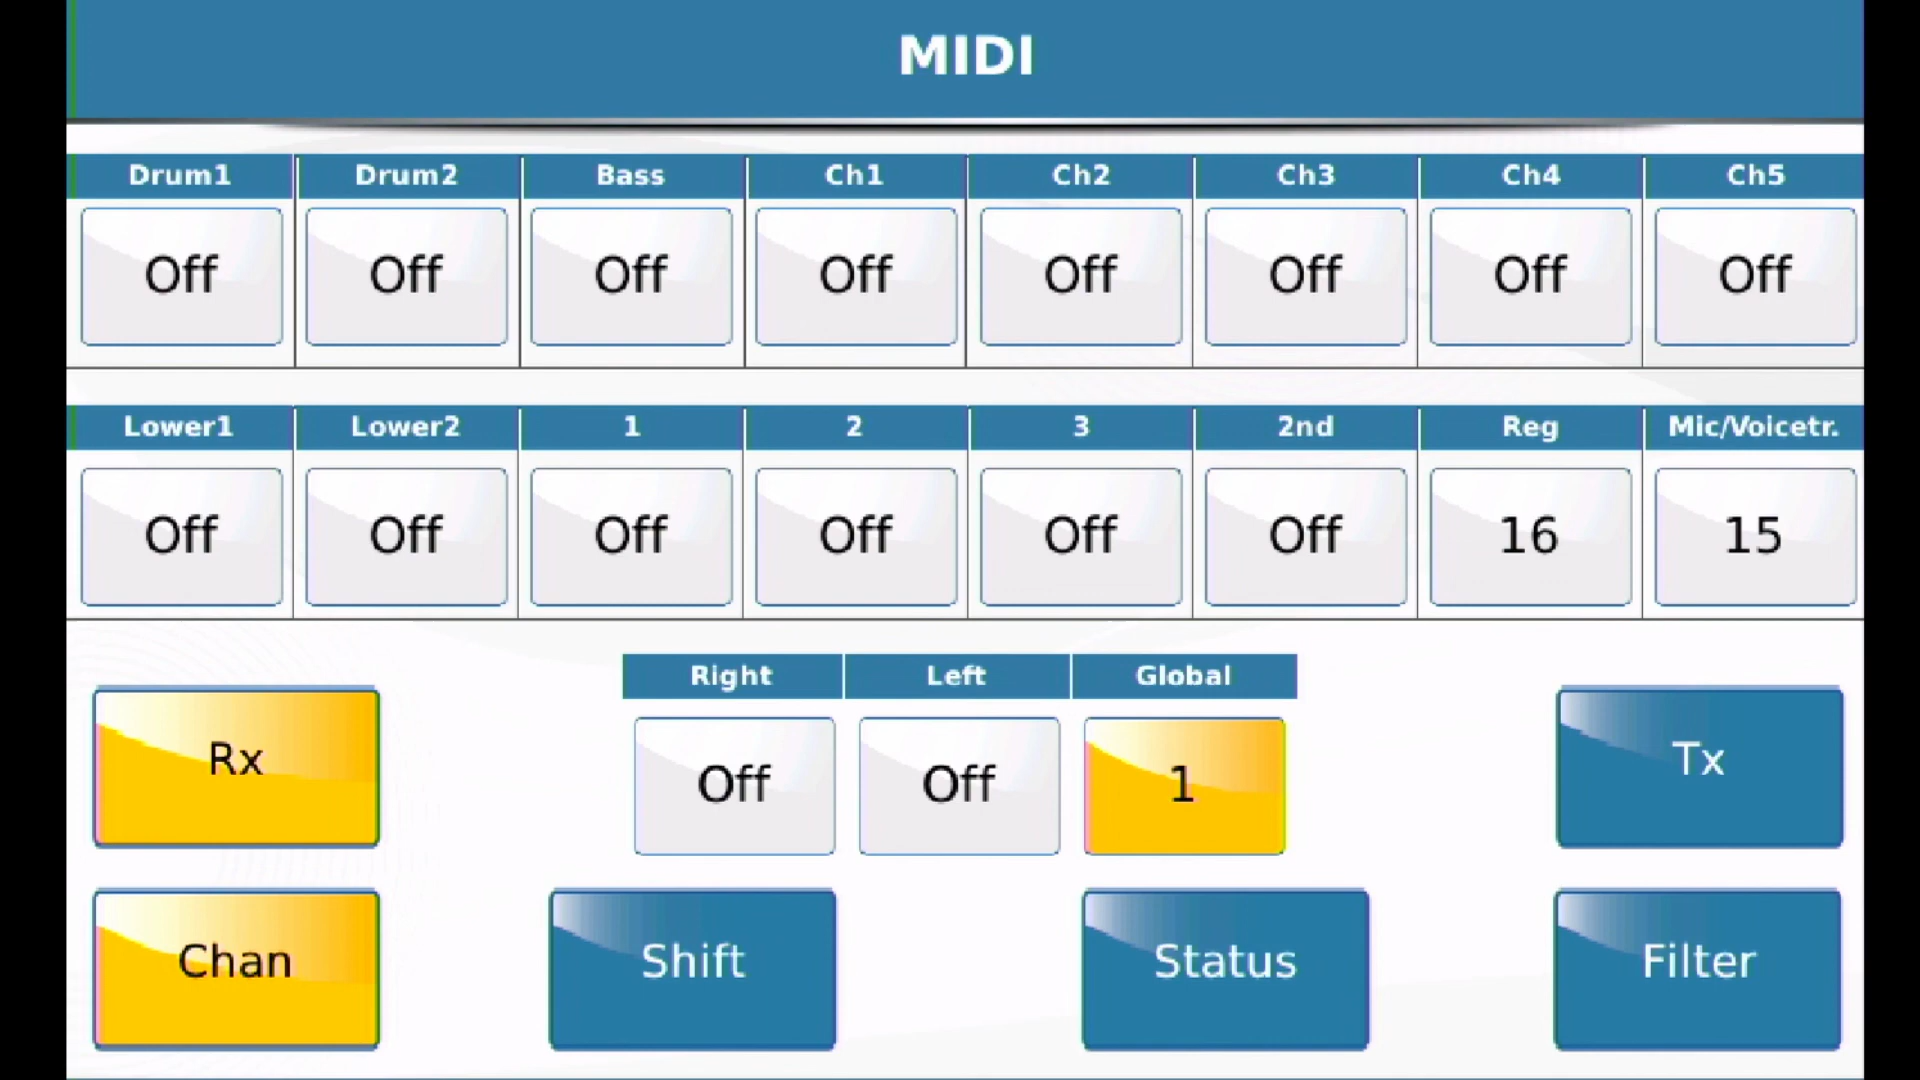 MIDI
Drum1 Drum2 Bass Ch1 Ch2 Ch3 Ch4 Ch5
Off Off Off Off Off Off Off Off
Lower1 Lower2 1 2 3 2nd Reg Mic/Voicetr.
Off Off Off Off Off Off 16 15
Right Left Global
Rx Off Off 1 Tx
Chan Shift Status Filter